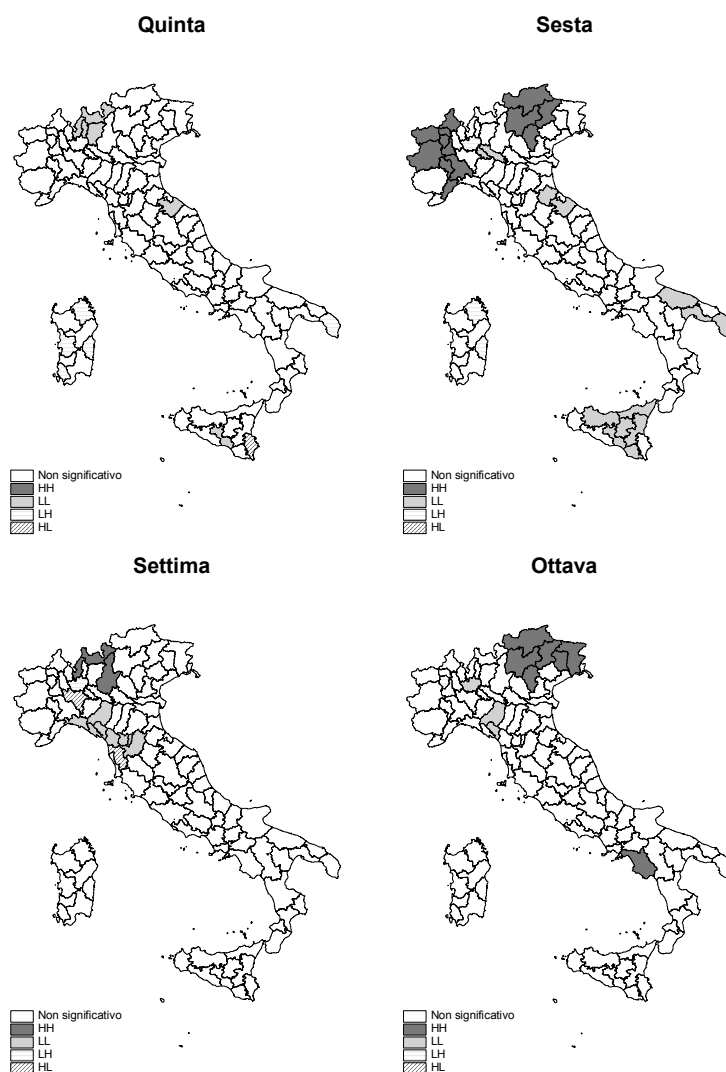 Quinta
Sesta
Non significativo
HH
LL
LH
HL
Non significativo
HH
LL
LH
HL
Settima
Ottava
Non significativo
HH
LL
LH
HL
Non significativo
HH
LL
LH
HL